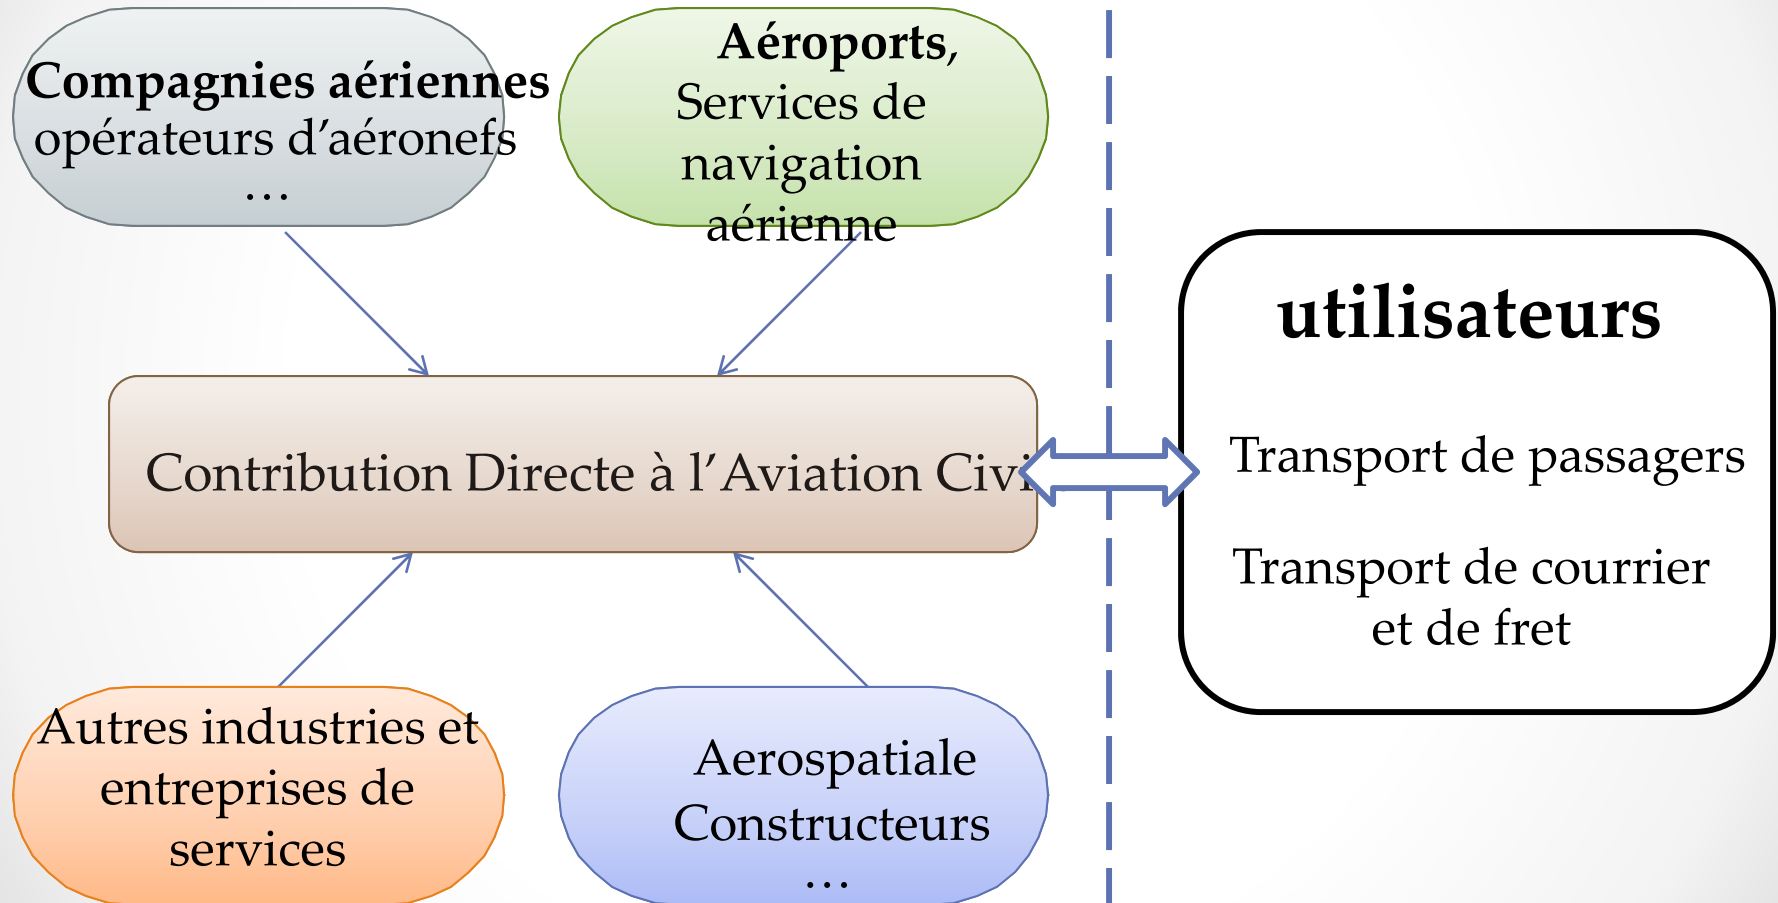 Compagnies aériennes
opérateurs d’aéronefs
…
Aéroports,
Services de
navigation
aérienne
…
Contribution Directe à l’Aviation
utilisateurs
Transport de passagers
Transport de courrier
et de fret
Autres industries et
entreprises de
services
Aerospatiale
Constructeurs
…